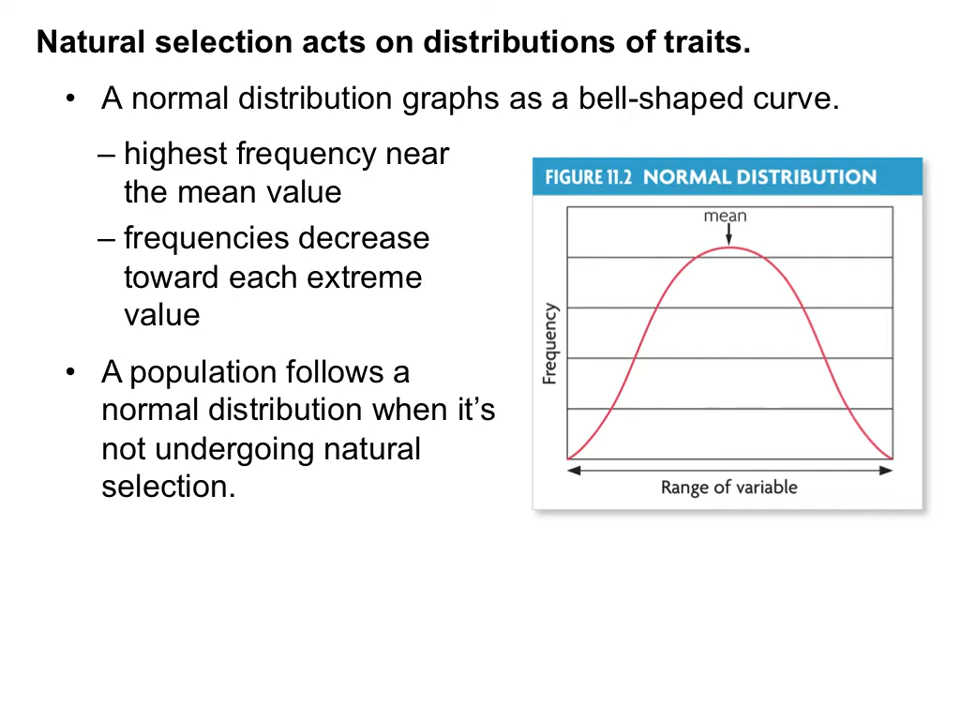 Natural selection acts on distributions of traits.
• A normal distribution graphs as a bell-shaped curve.
– highest frequency near
the mean value
– frequencies decrease
toward each extreme
value
• A population follows a
normal distribution when it’s
not undergoing natural
selection.
FIGURE 11.2 NORMAL DISTRIBUTION
mean
Frequency
Range of variable